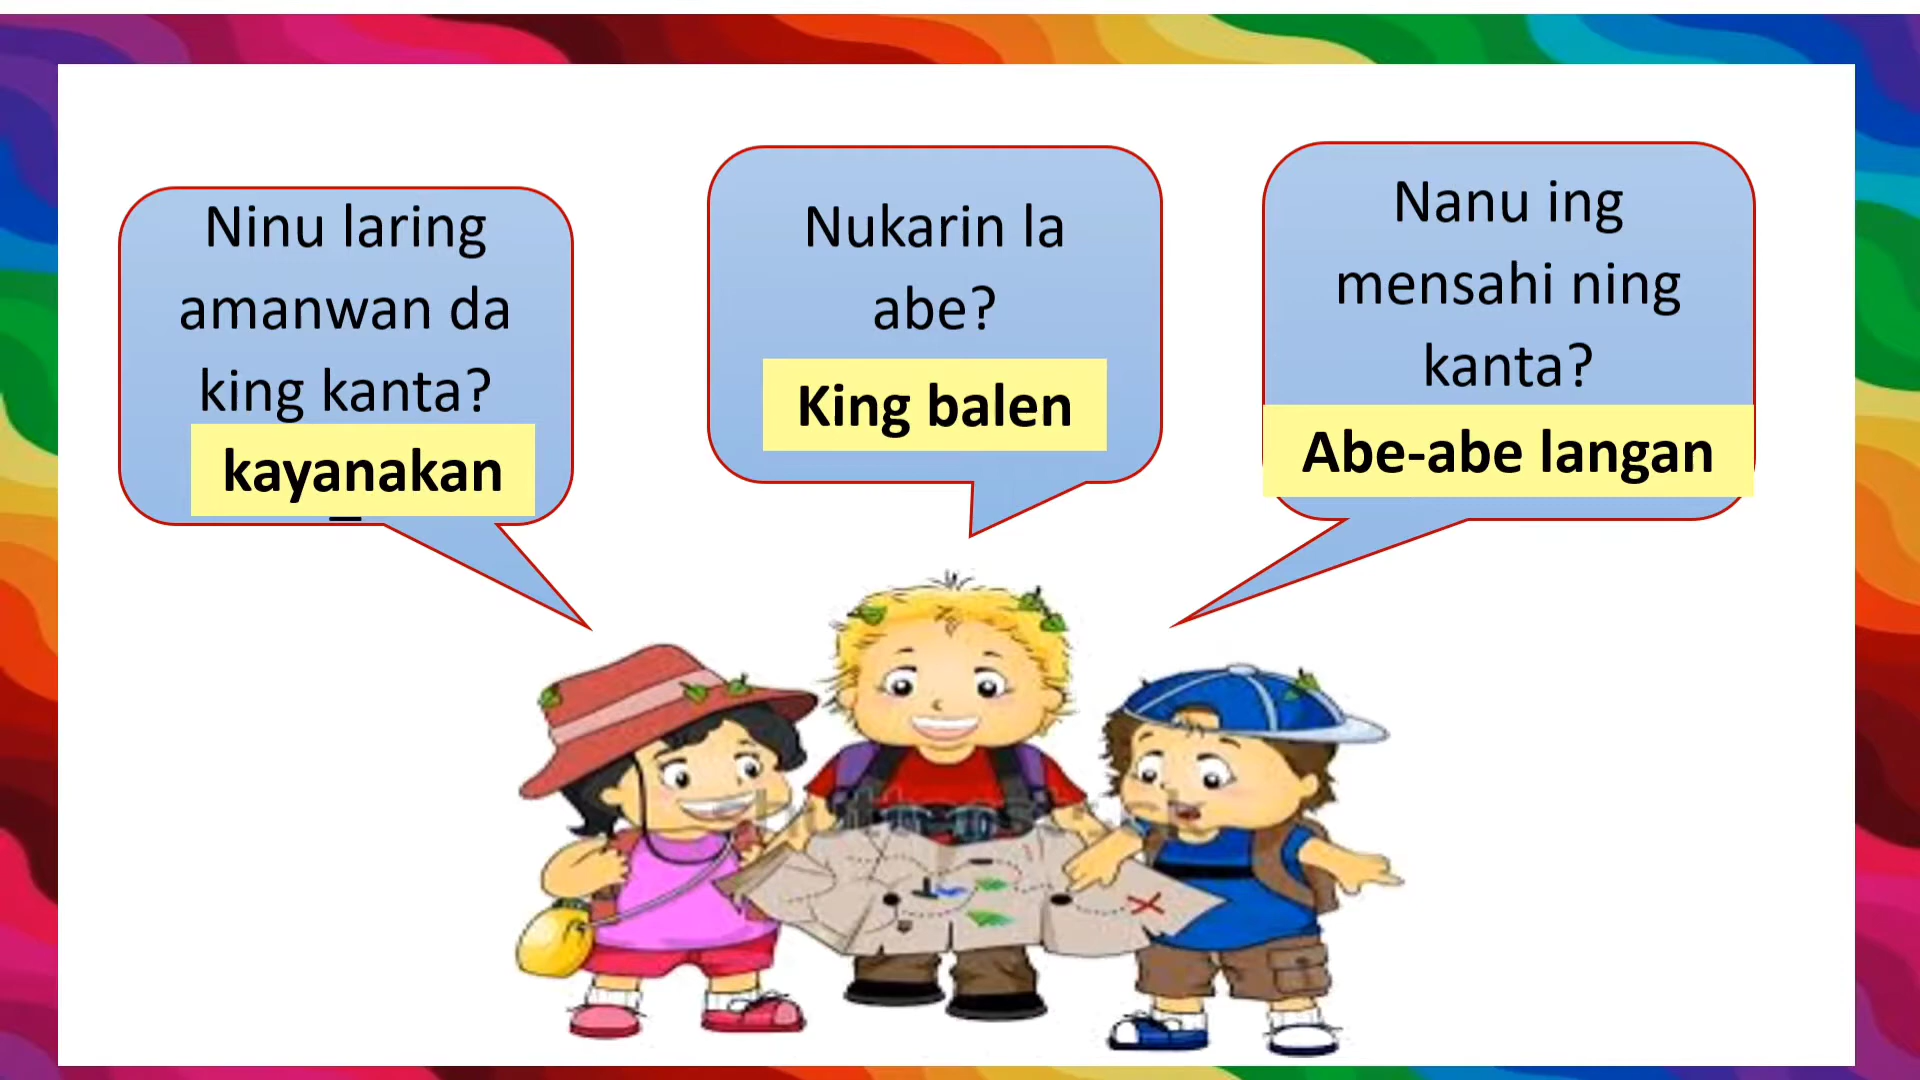 Ninu laring
amanwan da
king kanta?
kayanakan
Nukarin la
abe?
King balen
Nanu ing
mensahi ning
kanta?
Abe-abe langan